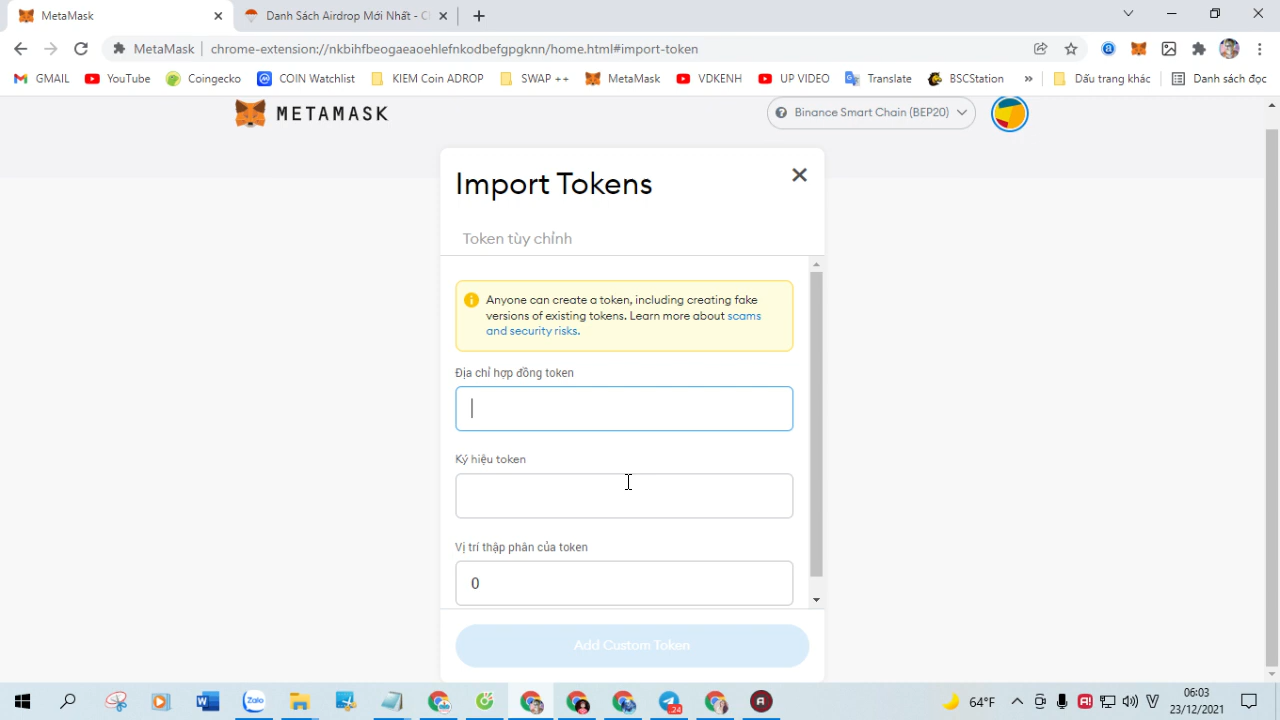 MetaMask
Danh Sách Airdrop Mới Nhất - C
MetaMask
chrome-extension://nkbihfbeogaeaoehlefnkodbefgpgknn/home.html#import-token
GMAIL
YouTube
Coingecko
COIN Watchlist
KIEM Coin ADROP
SWAP ++
MetaMask
VDKENH
UP VIDEO
Translate
BSCStation
»
Dấu trang khác
Danh sách đọc
METAMASK
Binance Smart Chain (BEP20)
Import Tokens
Token tùy chỉnh
Anyone can create a token, including creating fake
versions of existing tokens. Learn more about scams
and security risks.
Địa chỉ hợp đồng token
Ký hiệu token
Vị trí thập phân của token
0
Add Custom Token
Zalo
24
64°F
06:03
23/12/2021